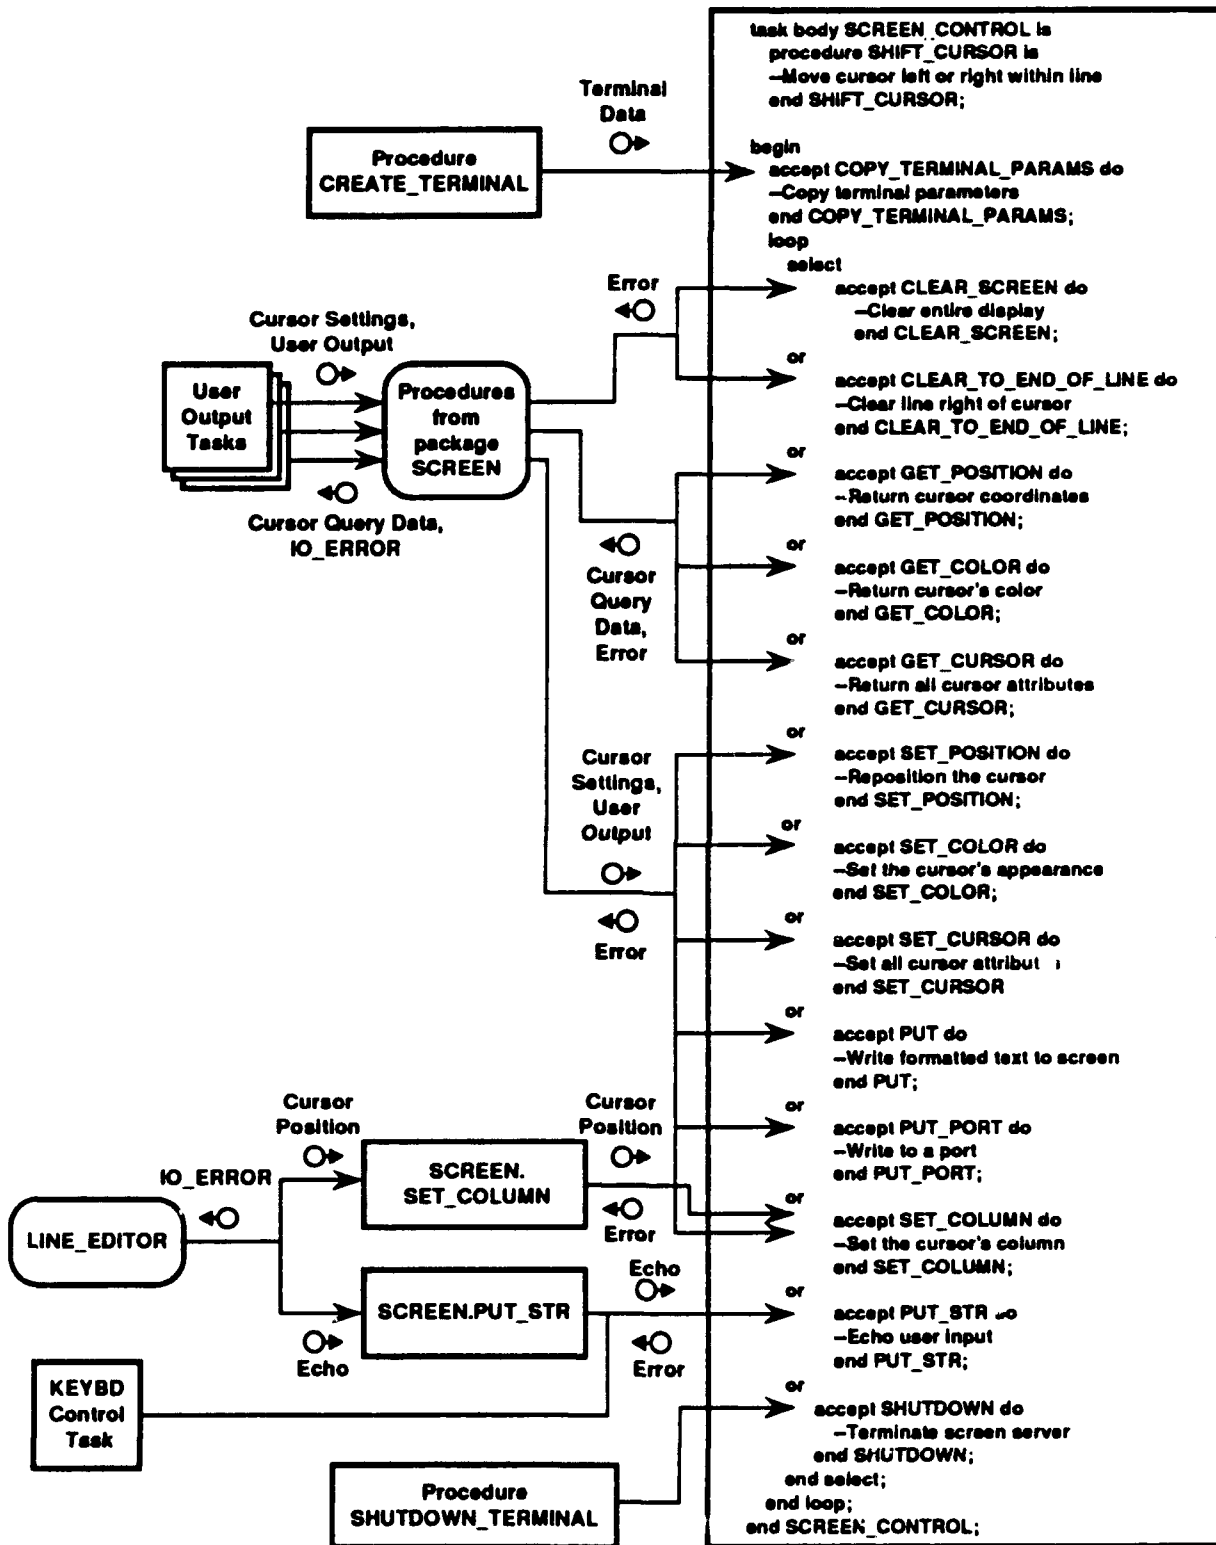 Terminal
Data
Procedure
CREATE_TERMINAL
Error
Cursor Settings,
User Output
User
Output
Tasks
Procedures
from
package
SCREEN
Cursor Query Data,
IO_ERROR
Cursor
Query
Data,
Error
Cursor
Settings,
User
Output
Error
Cursor
Position
Cursor
Position
IO_ERROR
SCREEN.
SET_COLUMN
LINE_EDITOR
Error
Echo
SCREEN.PUT_STR
Echo
Error
KEYBD
Control
Task
Procedure
SHUTDOWN_TERMINAL
task body SCREEN_CONTROL is
procedure SHIFT_CURSOR is
--Move cursor left or right within line
end SHIFT_CURSOR;
begin
accept COPY_TERMINAL_PARAMS do
--Copy terminal parameters
end COPY_TERMINAL_PARAMS;
loop
select
accept CLEAR_SCREEN do
--Clear entire display
end CLEAR_SCREEN;
or
accept CLEAR_TO_END_OF_LINE do
--Clear line right of cursor
end CLEAR_TO_END_OF_LINE;
or
accept GET_POSITION do
--Return cursor coordinates
end GET_POSITION;
or
accept GET_COLOR do
--Return cursor's color
end GET_COLOR;
or
accept GET_CURSOR do
--Return all cursor attributes
end GET_CURSOR;
or
accept SET_POSITION do
--Reposition the cursor
end SET_POSITION;
or
accept SET_COLOR do
--Set the cursor's appearance
end SET_COLOR;
or
accept SET_CURSOR do
--Set all cursor
end SET_CURSOR
or
accept PUT do
--Write formatted text to screen
end PUT;
or
accept PUT_PORT do
--Write to a port
end PUT_PORT;
or
accept SET_COLUMN do
--Set the cursor's column
end SET_COLUMN;
or
accept PUT_STR do
--Echo user input
end PUT_STR;
or
accept SHUTDOWN do
--Terminate screen server
end SHUTDOWN;
end select;
end loop;
end SCREEN_CONTROL;